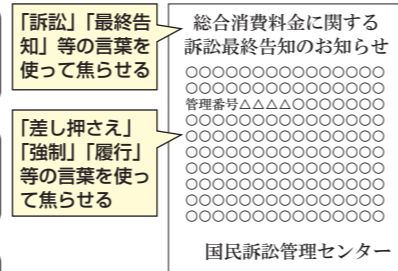 「訴訟」「最終告
知」等の言葉を
使って焦らせる
「差し押さえ」
「強制」「履行」
等の言葉を使っ
て焦らせる
総合消費料金に関する
訴訟最終告知のお知らせ
○○○○○○○○○○○○○○○
○○○○○○○○○○○○○○○
管理番号△△△△○○○○○○○
○○○○○○○○○○○○○○○
○○○○○○○○○○○○○○○
○○○○○○○○○○○○○○○
○○○○○○○○○○○○○○○
○○○○○○○○○○○○○○○
○○○○○○○○○○○○○○○
○○○○○○○○○○○○○○○
国民訴訟管理センター